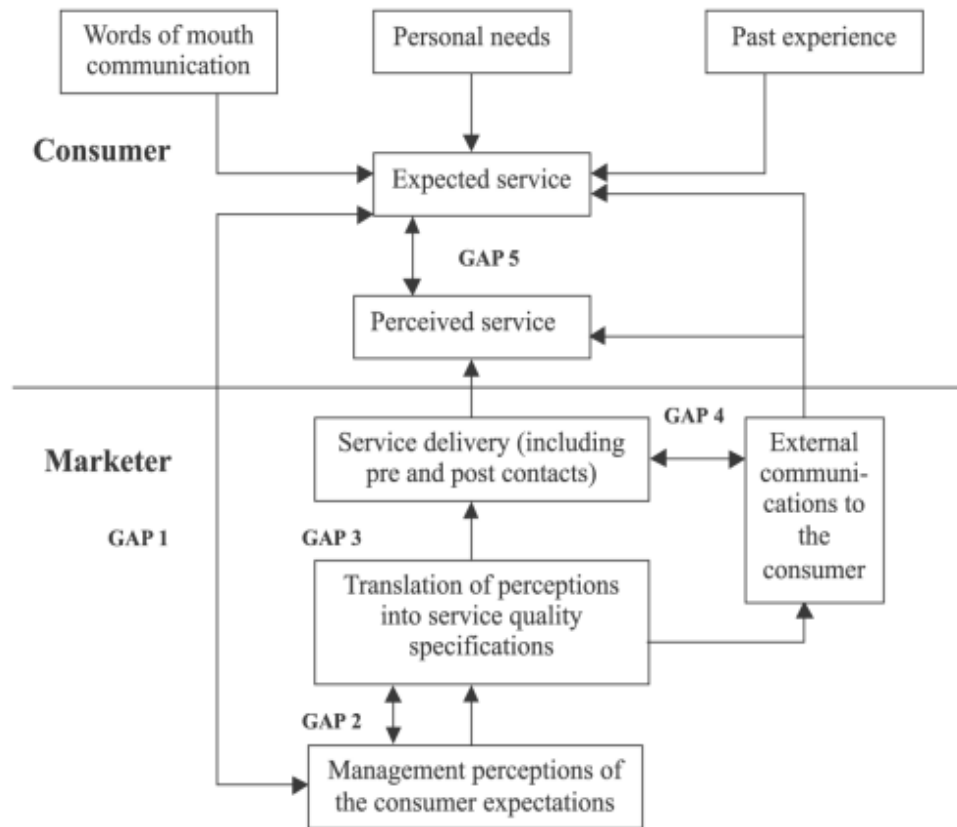 Words of mouth
communication
Personal needs
Past experience
Consumer
Expected service
GAP 5
Perceived service
GAP 4
Marketer
Service delivery (including
pre and post contacts)
External
communi-
cations to
the
consumer
GAP 1
GAP 3
Translation of perceptions
into service quality
specifications
GAP 2
Management perceptions of
the consumer expectations